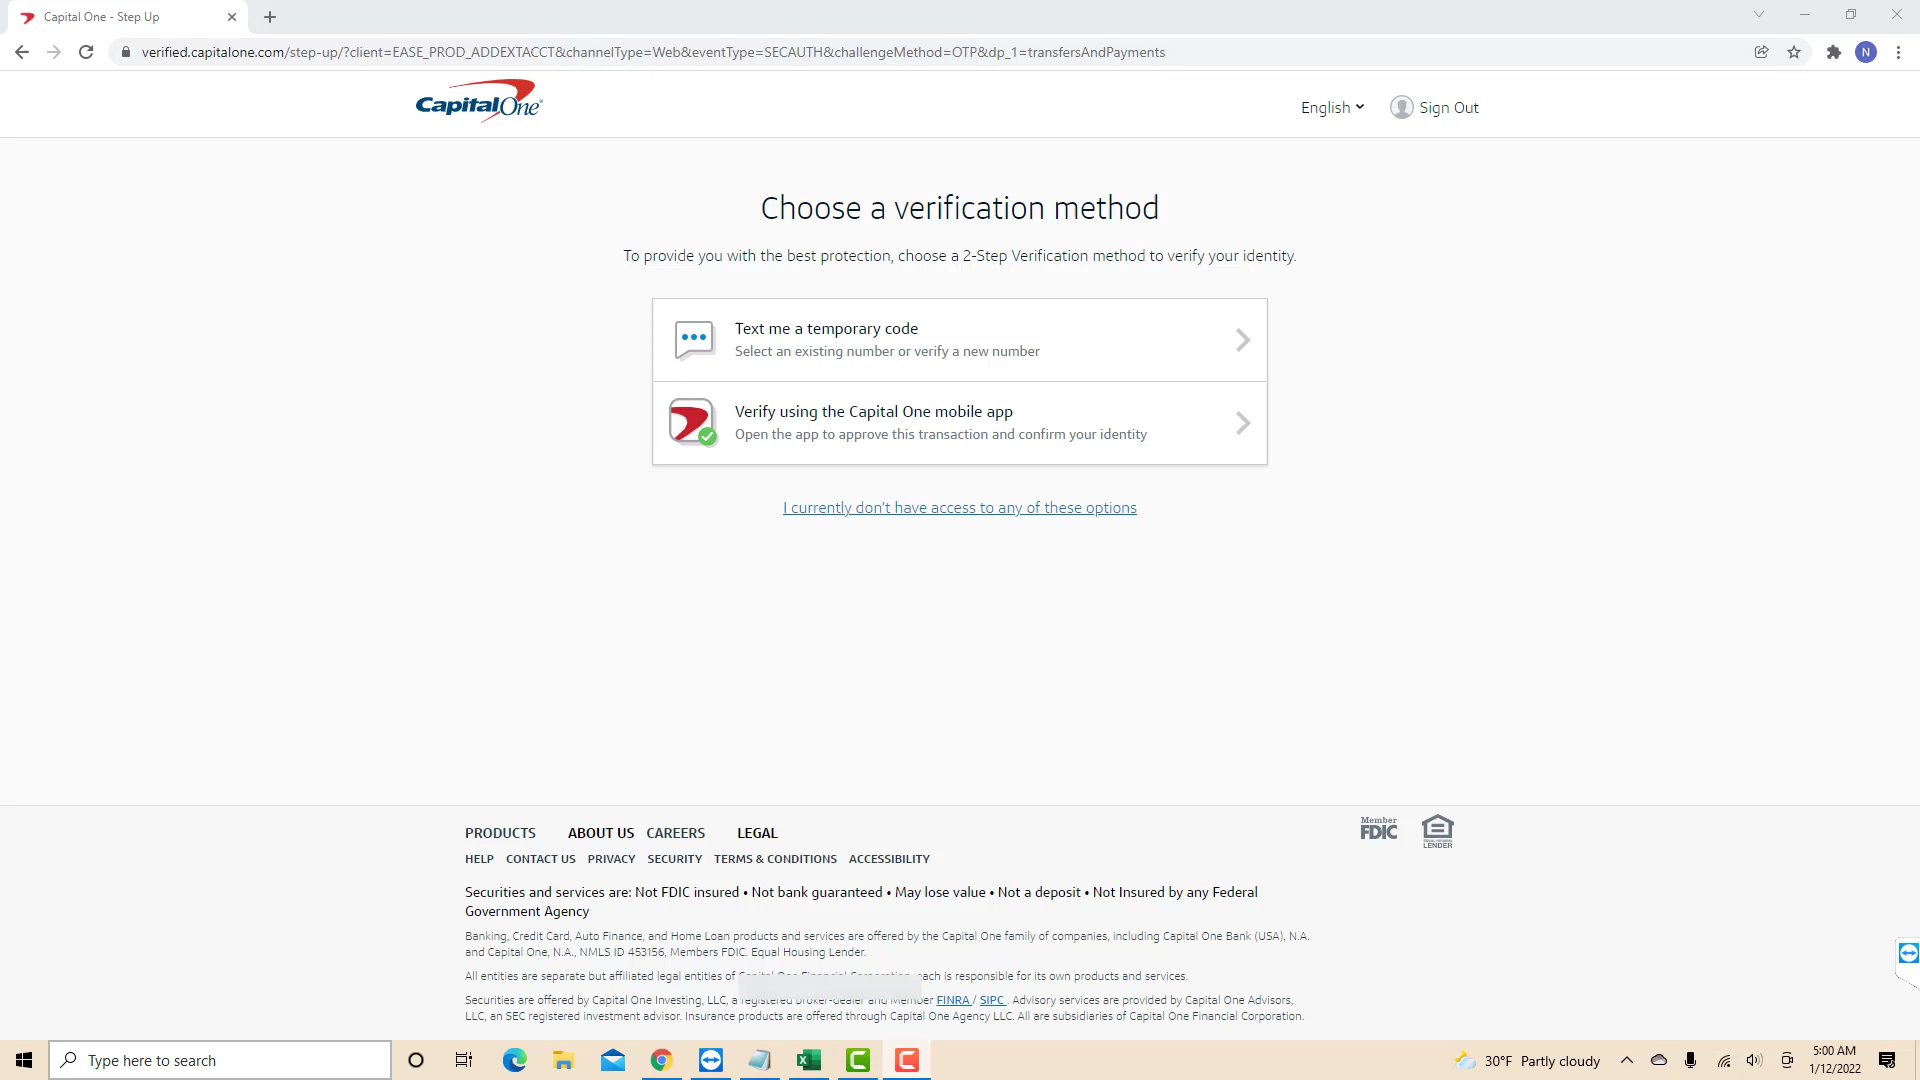 Capital One - Step Up
verified.capitalone.com/step-up/?client=EASE_PROD_ADDEXTACCT&channelType=Web&eventType=SECAUTH&challengeMethod=OTP&dp_1=transfersAndPayments
N
CapitalOne
English
Sign Out
Choose a verification method
To provide you with the best protection, choose a 2-Step Verification method to verify your identity.
Text me a temporary code
Select an existing number or verify a new number
Verify using the Capital One mobile app
Open the app to approve this transaction and confirm your identity
I currently don't have access to any of these options
PRODUCTS ABOUT US CAREERS LEGAL
Member
FDIC
EQUAL HOUSING
LENDER
HELP CONTACT US PRIVACY SECURITY TERMS & CONDITIONS ACCESSIBILITY
Securities and services are: Not FDIC insured • Not bank guaranteed • May lose value • Not a deposit • Not Insured by any Federal
Government Agency
Banking, Credit Card, Auto Finance, and Home Loan products and services are offered by the Capital One family of companies, including Capital One Bank (USA), N.A.
and Capital One, N.A., NMLS ID 453156, Members FDIC. Equal Housing Lender.
All entities are separate but affiliated legal entities of Capital One Financial Corporation, each is responsible for its own products and services.
Securities are offered by Capital One Investing, LLC, a registered broker-dealer and Member FINRA / SIPC . Advisory services are provided by Capital One Advisors,
LLC, an SEC registered investment advisor. Insurance products are offered through Capital One Agency LLC. All are subsidiaries of Capital One Financial Corporation.
Type here to search
30°F Partly cloudy
5:00 AM
1/12/2022